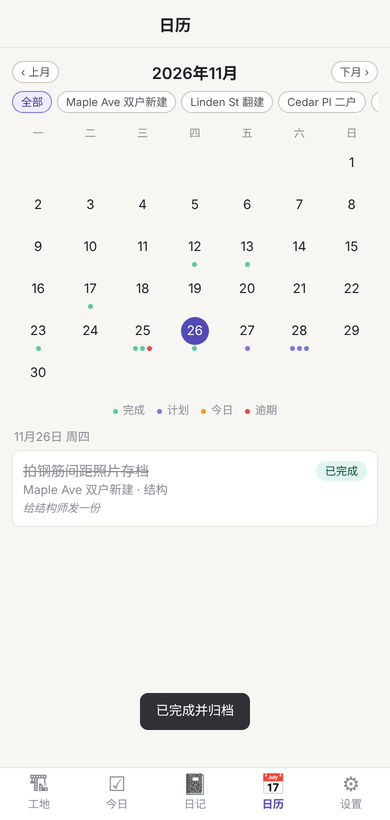 日历
‹ 上月 2026年11月 下月 ›
全部 Maple Ave 双户新建 Linden St 翻建 Cedar Pl 二户
一 二 三 四 五 六 日
1
2 3 4 5 6 7 8
9 10 11 12 13 14 15
16 17 18 19 20 21 22
23 24 25 26 27 28 29
30
完成 计划 今日 逾期
11月26日 周四
拍钢筋间距照片存档 已完成
Maple Ave 双户新建 · 结构
给结构师发一份
已完成并归档
July
17
工地 今日 日记 日历 设置